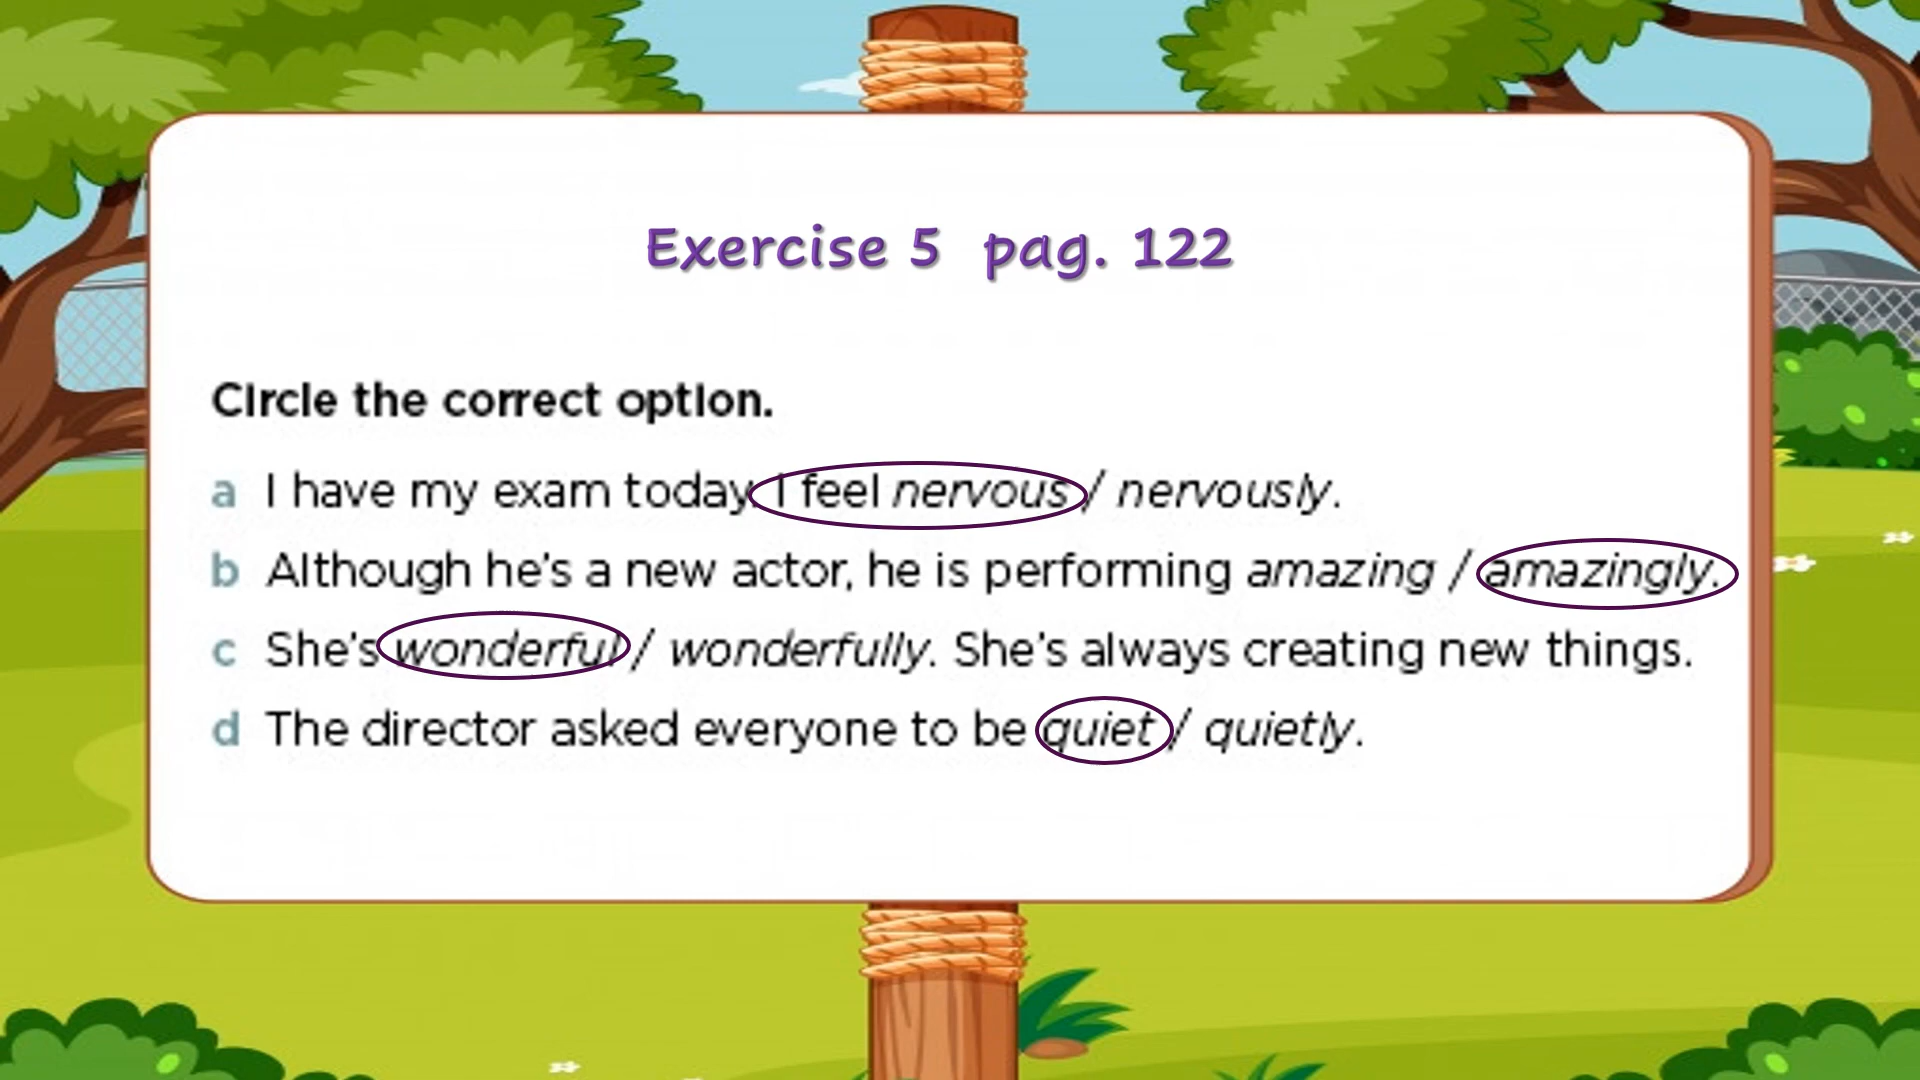 Exercise 5 pag. 122
Circle the correct option.
a I have my exam today. I feel nervous / nervously.
b Although he's a new actor, he is performing amazing / amazingly.
c She's wonderful / wonderfully. She's always creating new things.
d The director asked everyone to be quiet / quietly.